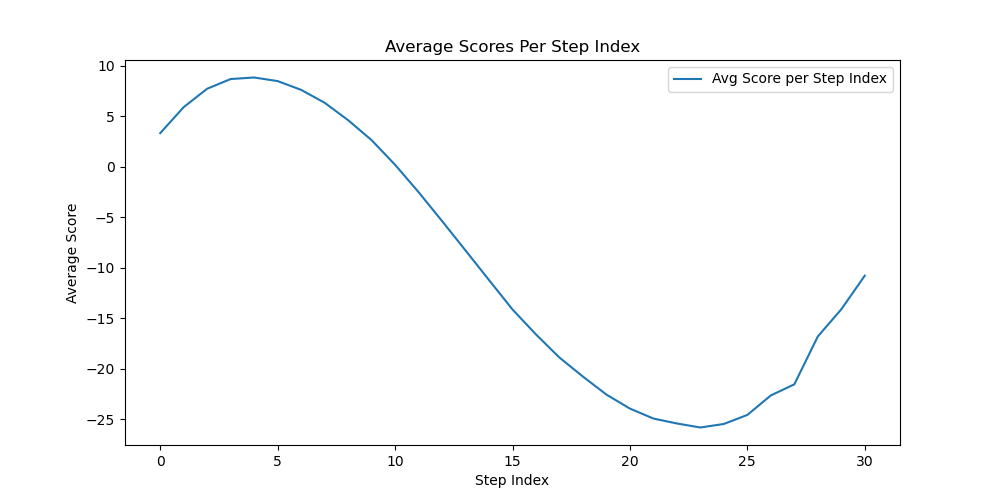 Average Scores Per Step Index
Avg Score per Step Index
10
5
0
−5
−10
−15
−20
−25
Average Score
0 5 10 15 20 25 30
Step Index